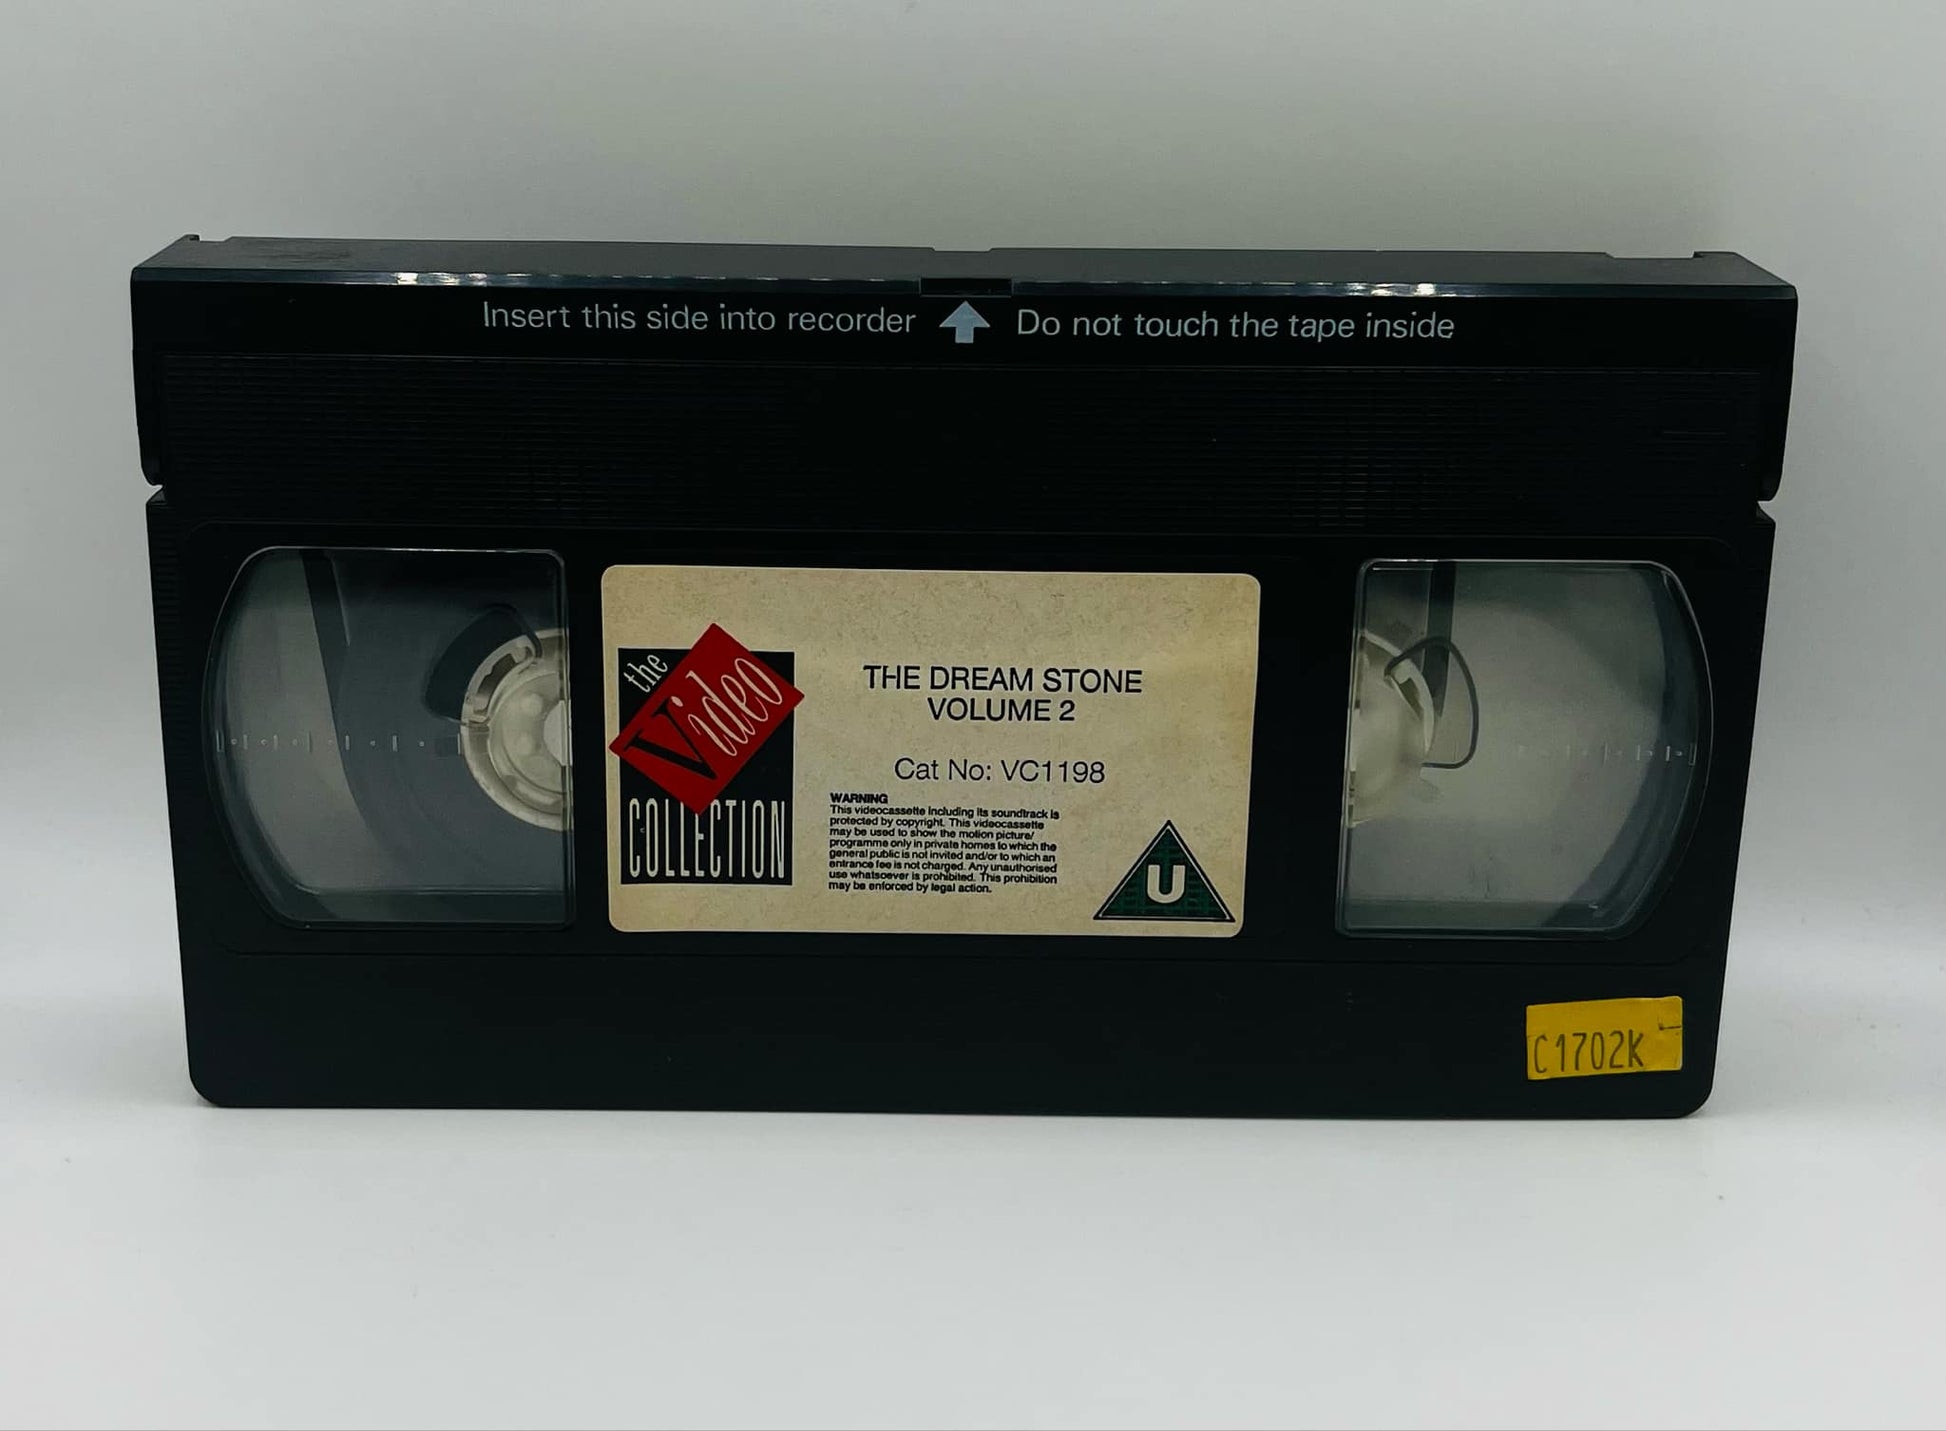 Insert this side into recorder Do not touch the tape inside
the
Video
COLLECTION
THE DREAM STONE
VOLUME 2
Cat No: VC1198
WARNING
This videocassette including its soundtrack is
protected by copyright. This videocassette
may be used to show the motion picture/
programme only in private homes to which the
general public is not invited and/or to which an
entrance fee is not charged. Any unauthorised
use whatsoever is prohibited. This prohibition
may be enforced by legal action.
U
C1702K